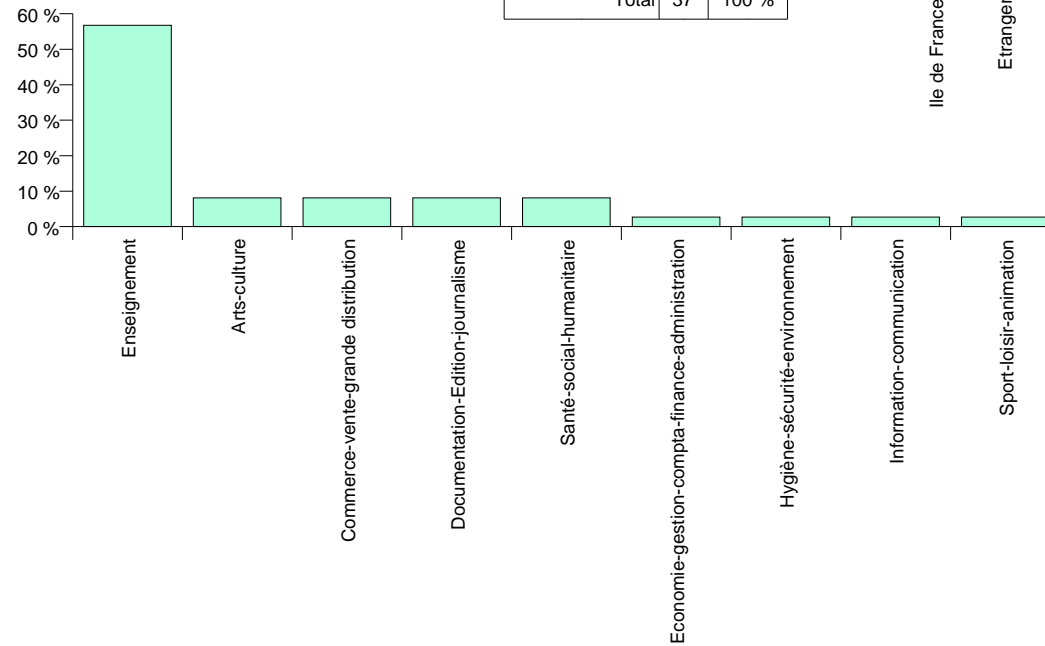 Total 37 100 %
Ile de France
Etranger
60 %
50 %
40 %
30 %
20 %
10 %
0 %
Enseignement
Arts-culture
Commerce-vente-grande distribution
Documentation-Edition-journalisme
Santé-social-humanitaire
Economie-gestion-compta-finance-administration
Hygiène-sécurité-environnement
Information-communication
Sport-loisir-animation